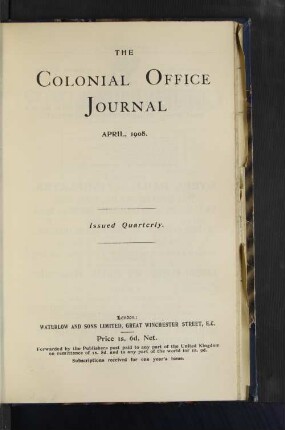 THE
COLONIAL OFFICE
JOURNAL
APRIL, 1908.
Issued Quarterly.
London:
WATERLOW AND SONS LIMITED, GREAT WINCHESTER STREET, E.C.
Price 1s. 6d. Net.
Forwarded by the Publishers post paid to any part of the United Kingdom
on remittance of 1s. 8d and to any part of the world for 1s. 9d.
Subscriptions received for one year's issue.